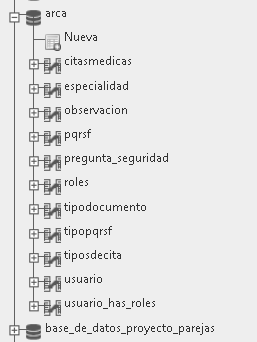 arca
Nueva
citasmedicas
especialidad
observacion
pqrsf
pregunta_seguridad
roles
tipodocumento
tipopqrsf
tiposdecita
usuario
usuario_has_roles
base_de_datos_proyecto_parejas